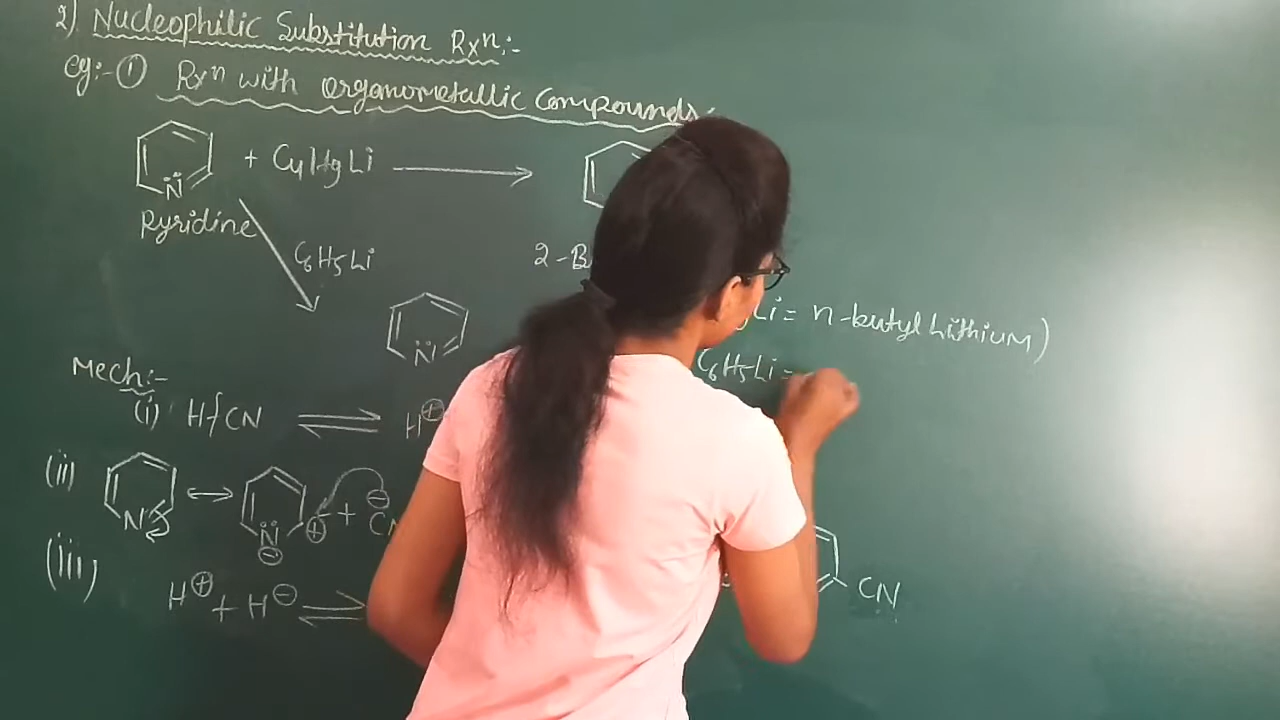 2) Nucleophilic Substitution Rxⁿ:-
eg:- ① Rxⁿ with organometallic Compounds
N + C4H9Li
Pyridine
C6H5Li
2-B
Li = n-butyl Lithium)
N
C6H5Li =
Mech:-
(i) H CN H⊕
(ii) N N ⊖ ⊕ + ⊖
CN
(iii) H⊕ + H⊖